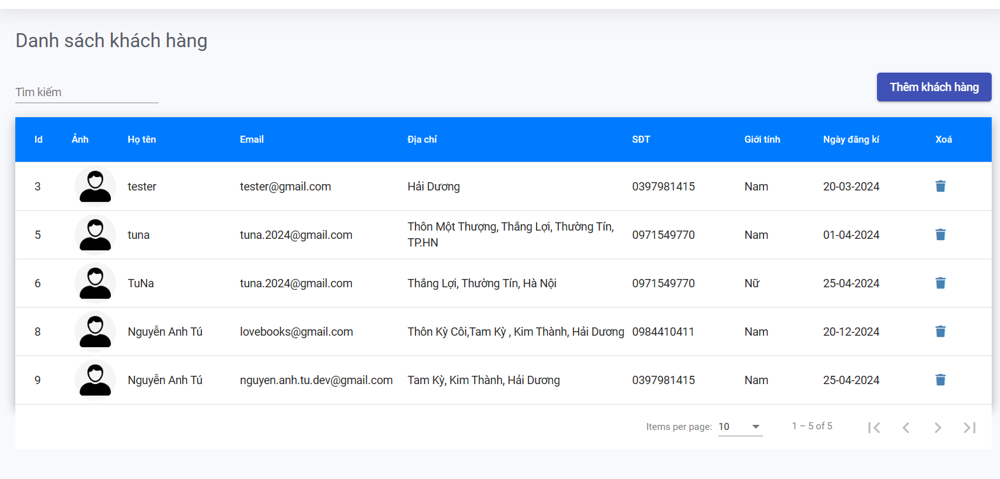 Danh sách khách hàng
Tìm kiếm
Thêm khách hàng
Id Ảnh Họ tên Email Địa chỉ SĐT Giới tính Ngày đăng kí Xoá
3 tester tester@gmail.com Hải Dương 0397981415 Nam 20-03-2024
5 tuna tuna.2024@gmail.com Thôn Một Thượng, Thắng Lợi, Thường Tín, TP.HN 0971549770 Nam 01-04-2024
6 TuNa tuna.2024@gmail.com Thắng Lợi, Thường Tín, Hà Nội 0971549770 Nữ 25-04-2024
8 Nguyễn Anh Tú lovebooks@gmail.com Thôn Kỳ Côi,Tam Kỳ , Kim Thành, Hải Dương 0984410411 Nam 20-12-2024
9 Nguyễn Anh Tú nguyen.anh.tu.dev@gmail.com Tam Kỳ, Kim Thành, Hải Dương 0397981415 Nam 25-04-2024
Items per page: 10 1 – 5 of 5